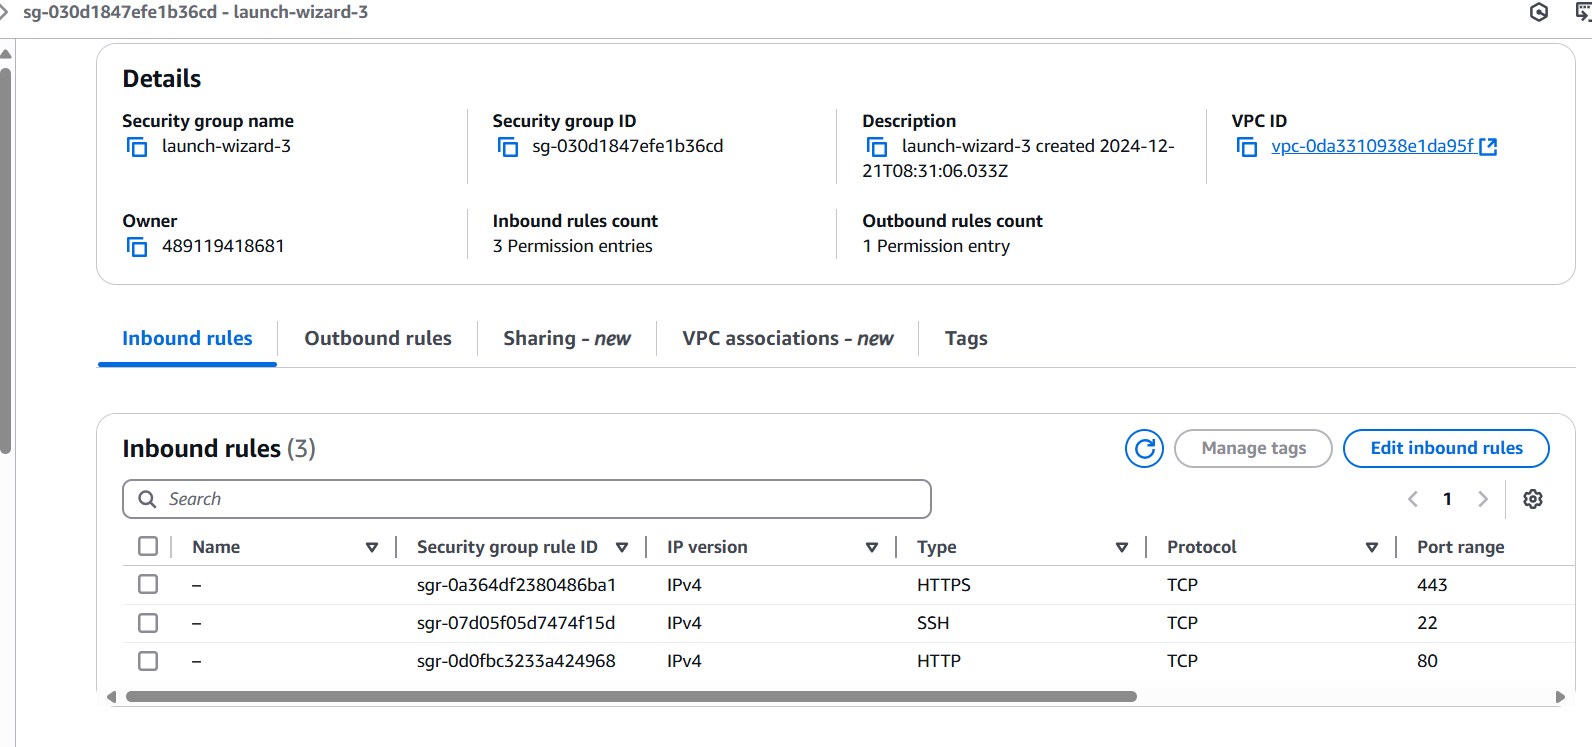 sg-030d1847efe1b36cd - launch-wizard-3
Details
Security group name
launch-wizard-3
Security group ID
sg-030d1847efe1b36cd
Description
launch-wizard-3 created 2024-12-
21T08:31:06.033Z
VPC ID
vpc-0da3310938e1da95f
Owner
489119418681
Inbound rules count
3 Permission entries
Outbound rules count
1 Permission entry
Inbound rules Outbound rules Sharing - new VPC associations - new Tags
Inbound rules (3) Manage tags Edit inbound rules
Search 1
Name Security group rule ID IP version Type Protocol Port range
– sgr-0a364df2380486ba1 IPv4 HTTPS TCP 443
– sgr-07d05f05d7474f15d IPv4 SSH TCP 22
– sgr-0d0fbc3233a424968 IPv4 HTTP TCP 80